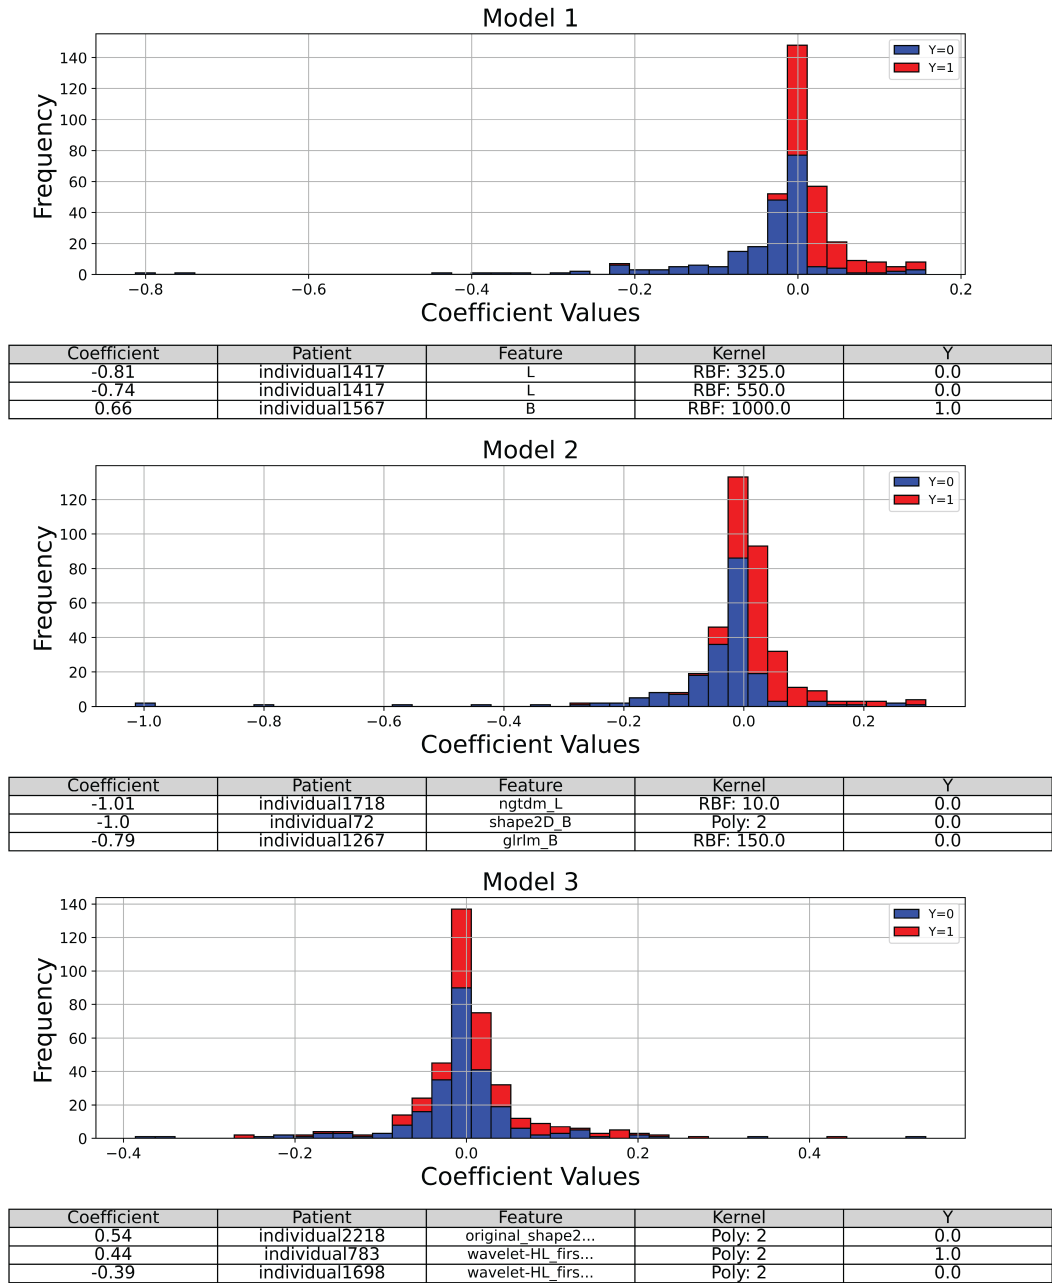 Model 1
Frequency
140
120
100
80
60
40
20
0
Y=0
Y=1
−0.8 −0.6 −0.4 −0.2 0.0 0.2
Coefficient Values
Coefficient Patient Feature Kernel Y
-0.81 individual1417 L RBF: 325.0 0.0
-0.74 individual1417 L RBF: 550.0 0.0
0.66 individual1567 B RBF: 1000.0 1.0
Model 2
Frequency
120
100
80
60
40
20
0
Y=0
Y=1
−1.0 −0.8 −0.6 −0.4 −0.2 0.0 0.2
Coefficient Values
Coefficient Patient Feature Kernel Y
-1.01 individual1718 ngtdm_L RBF: 10.0 0.0
-1.0 individual72 shape2D_B Poly: 2 0.0
-0.79 individual1267 glrlm_B RBF: 150.0 0.0
Model 3
Frequency
140
120
100
80
60
40
20
0
Y=0
Y=1
−0.4 −0.2 0.0 0.2 0.4
Coefficient Values
Coefficient Patient Feature Kernel Y
0.54 individual2218 original_shape2... Poly: 2 0.0
0.44 individual783 wavelet-HL_firs... Poly: 2 1.0
-0.39 individual1698 wavelet-HL_firs... Poly: 2 0.0